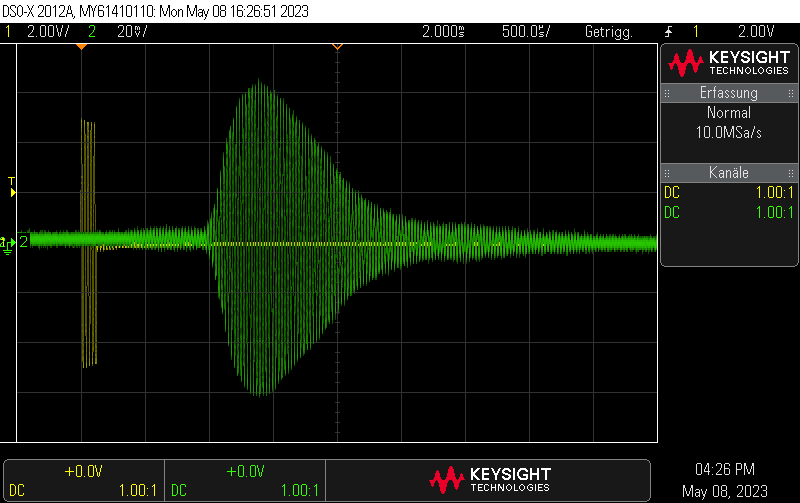 DSO-X 2012A, MY61410110: Mon May 08 16:26:51 2023
1 2.00V/ 2 20mV/ 2.000ms 500.0s/ Getrigg. 1 2.00V
KEYSIGHT
TECHNOLOGIES
Erfassung
Normal
10.0MSa/s
Kanäle
DC 1.00:1
DC 1.00:1
T
2
+0.0V
DC 1.00:1
+0.0V
DC 1.00:1
KEYSIGHT
TECHNOLOGIES
04:26 PM
May 08, 2023